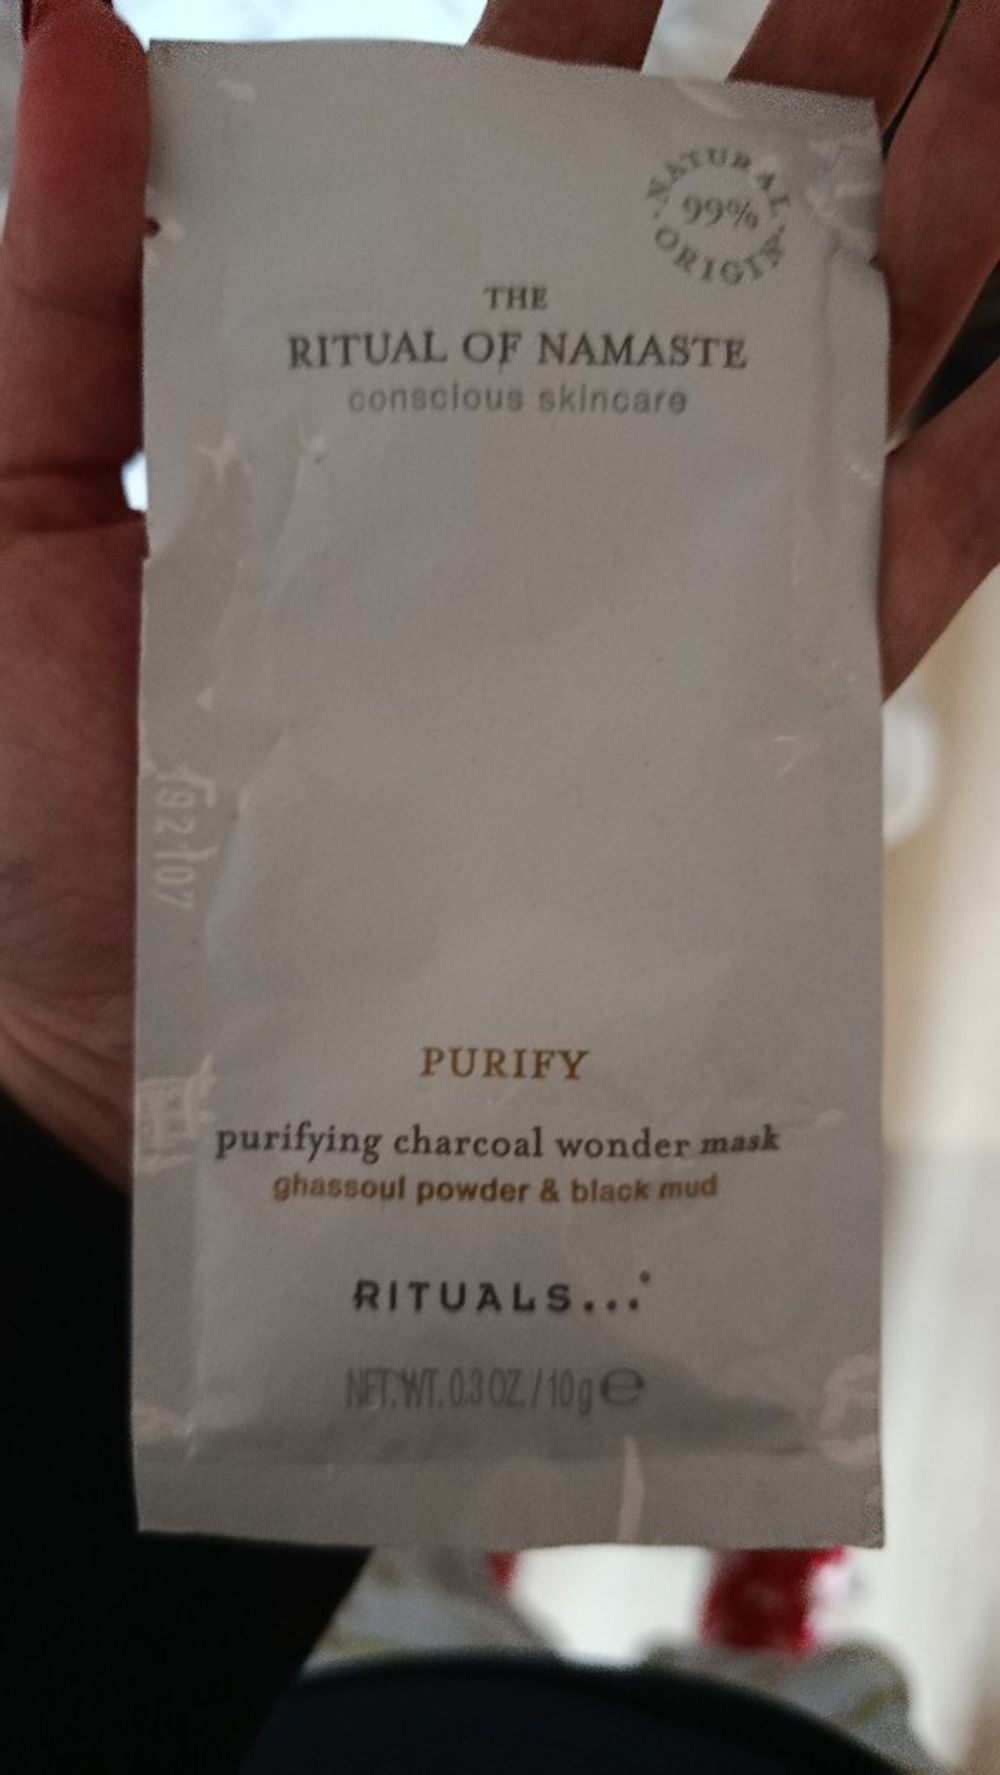 NATURAL
99%
ORIGIN
THE
RITUAL OF NAMASTE
conscious skincare
PURIFY
purifying charcoal wonder mask
ghassoul powder & black mud
RITUALS...
NET.WT. 0.3 OZ. / 10 g e